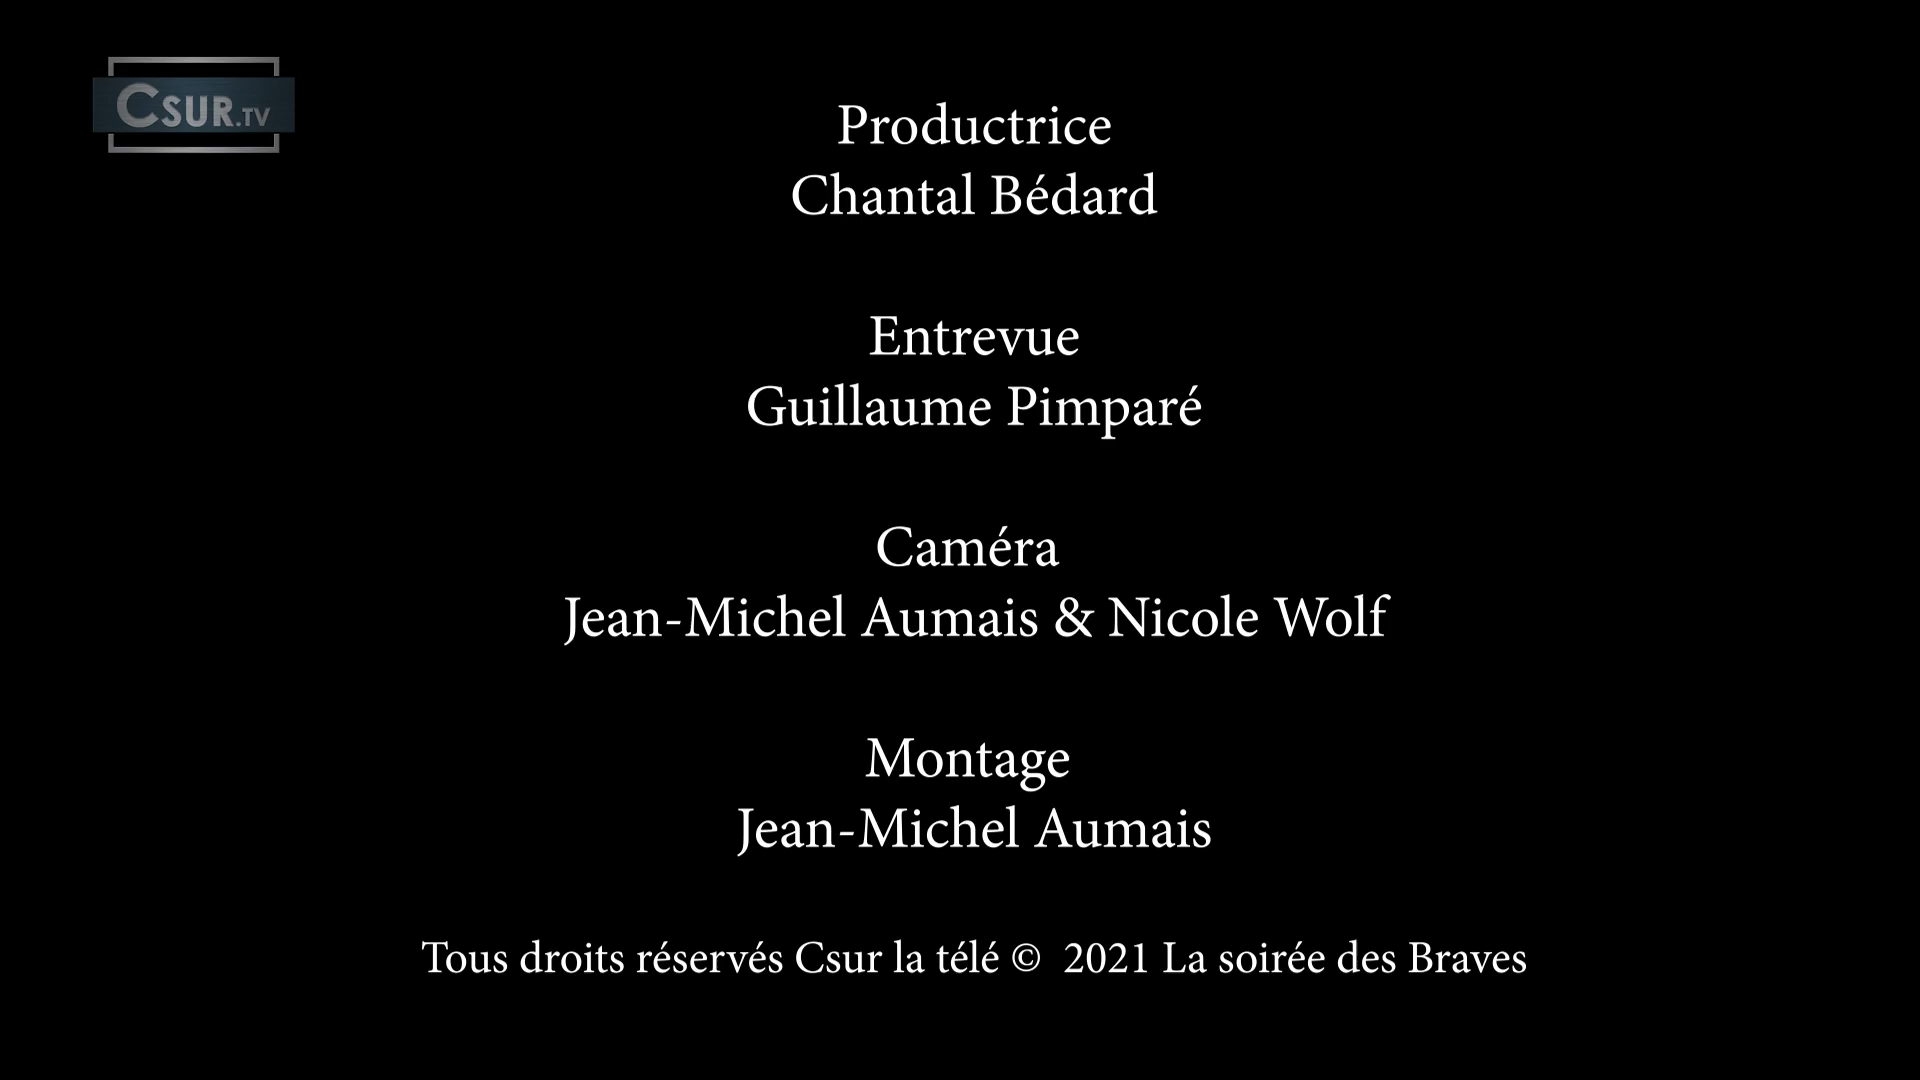 CSUR.TV
Productrice
Chantal Bédard
Entrevue
Guillaume Pimparé
Caméra
Jean-Michel Aumais & Nicole Wolf
Montage
Jean-Michel Aumais
Tous droits réservés Csur la télé © 2021 La soirée des Braves